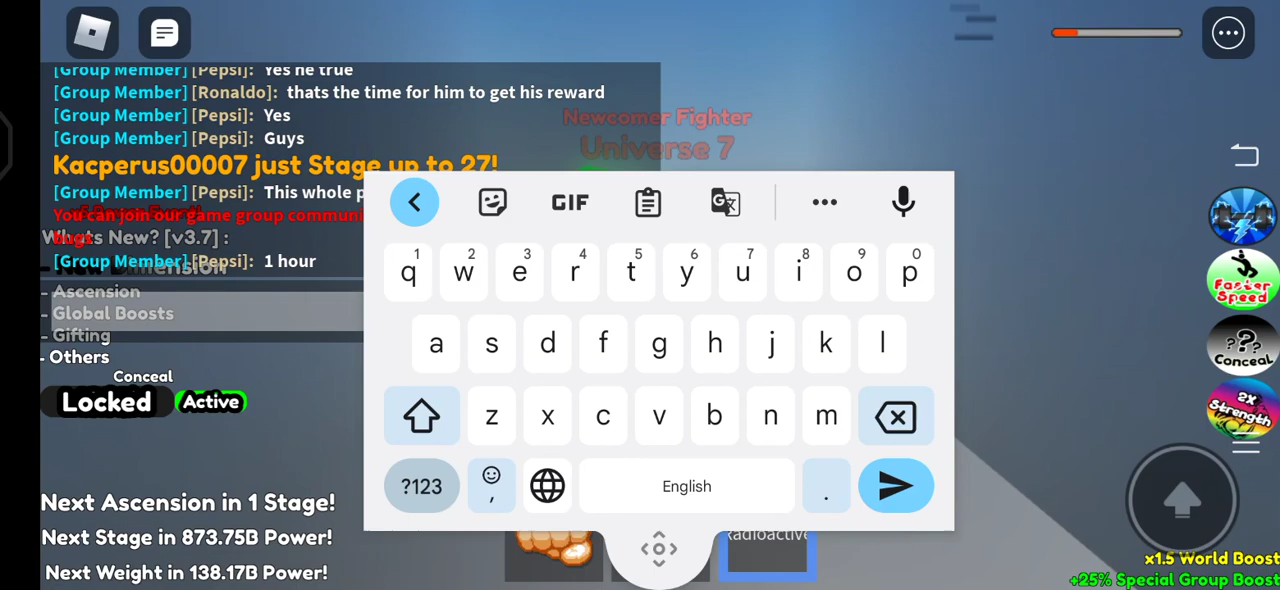 [Group Member] [Pepsi]: Yes he true
[Group Member] [Ronaldo]: thats the time for him to get his reward
[Group Member] [Pepsi]: Yes
[Group Member] [Pepsi]: Guys
Kacperus00007 just Stage up to 27!
[Group Member] [Pepsi]: This whole
You can join our game group
bugs
[Group Member] [Pepsi]: 1 hour
Whats New? [v3.7] :
- New Dimension
- Ascension
- Global Boosts
- Gifting
- Others
Conceal
Locked
Active
Next Ascension in 1 Stage!
Next Stage in 873.75B Power!
Next Weight in 138.17B Power!
Newcomer Fighter
Universe 7
GIF
1 2 3 4 5 6 7 8 9 0
q w e r t y u i o p
a s d f g h j k l
z x c v b n m
?123
,
English
.
Radioactive
Faster
Speed
???
Conceal
2X
Strength
x1.5 World Boost
+25% Special Group Boost